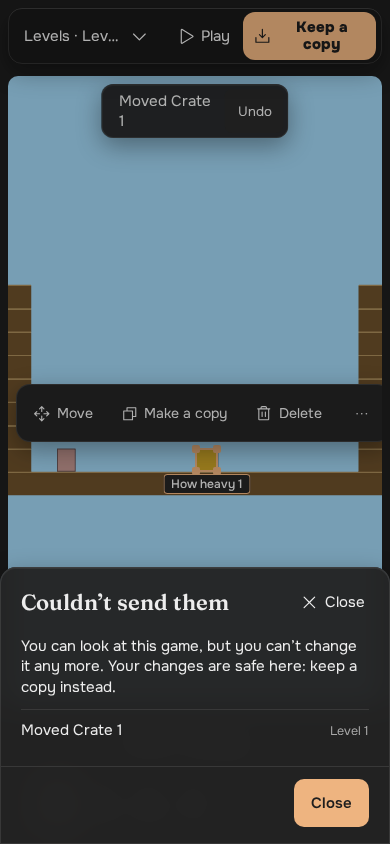 Levels · Lev...
Play
Keep a
copy
Moved Crate
1
Undo
Move
Make a copy
Delete
How heavy 1
Couldn’t send them
Close
You can look at this game, but you can’t change
it any more. Your changes are safe here: keep a
copy instead.
Moved Crate 1
Level 1
Close